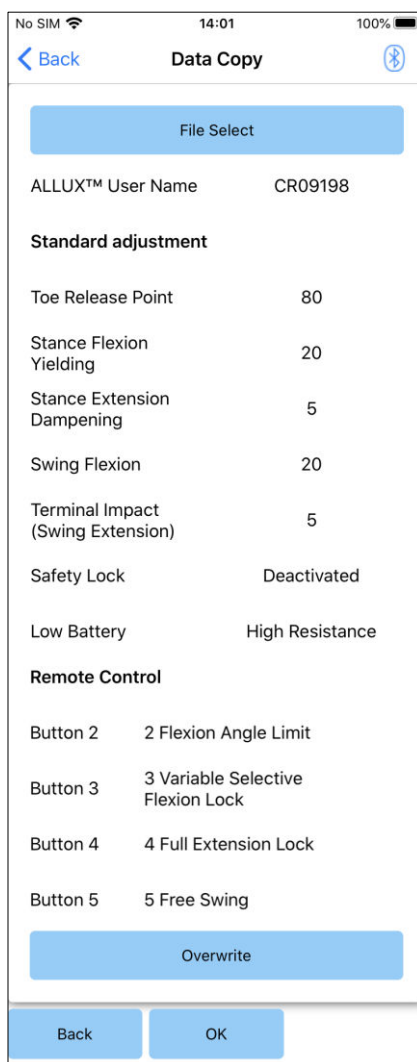 No SIM 14:01 100%
Back Data Copy
File Select
ALLUX™ User Name CR09198
Standard adjustment
Toe Release Point 80
Stance Flexion
Yielding 20
Stance Extension
Dampening 5
Swing Flexion 20
Terminal Impact
(Swing Extension) 5
Safety Lock Deactivated
Low Battery High Resistance
Remote Control
Button 2 2 Flexion Angle Limit
Button 3 3 Variable Selective
Flexion Lock
Button 4 4 Full Extension Lock
Button 5 5 Free Swing
Overwrite
Back OK